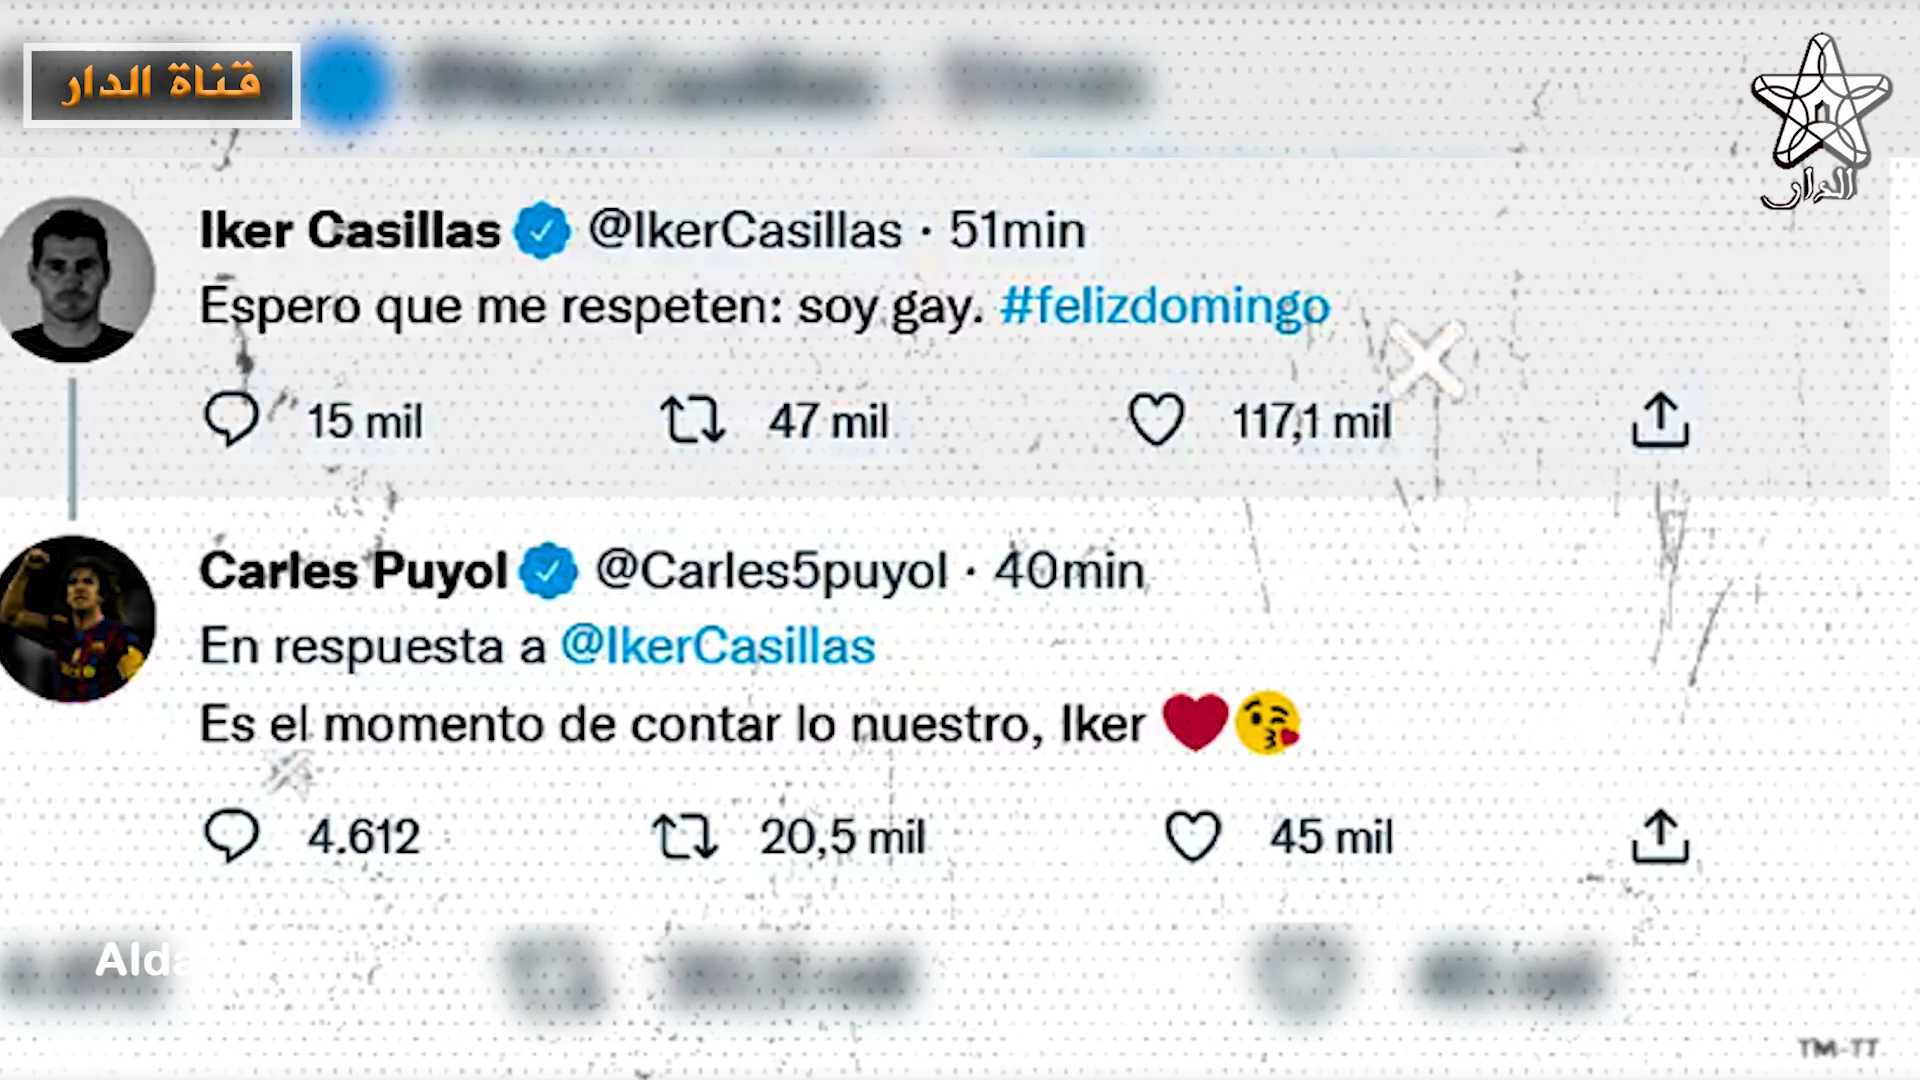 قناة الدار
الدار
Iker Casillas @IkerCasillas · 51min
Espero que me respeten: soy gay. #felizdomingo
15 mil 47 mil 117,1 mil
Carles Puyol @Carles5puyol · 40min
En respuesta a @IkerCasillas
Es el momento de contar lo nuestro, Iker ❤️😘
4.612 20,5 mil 45 mil
TM-TT